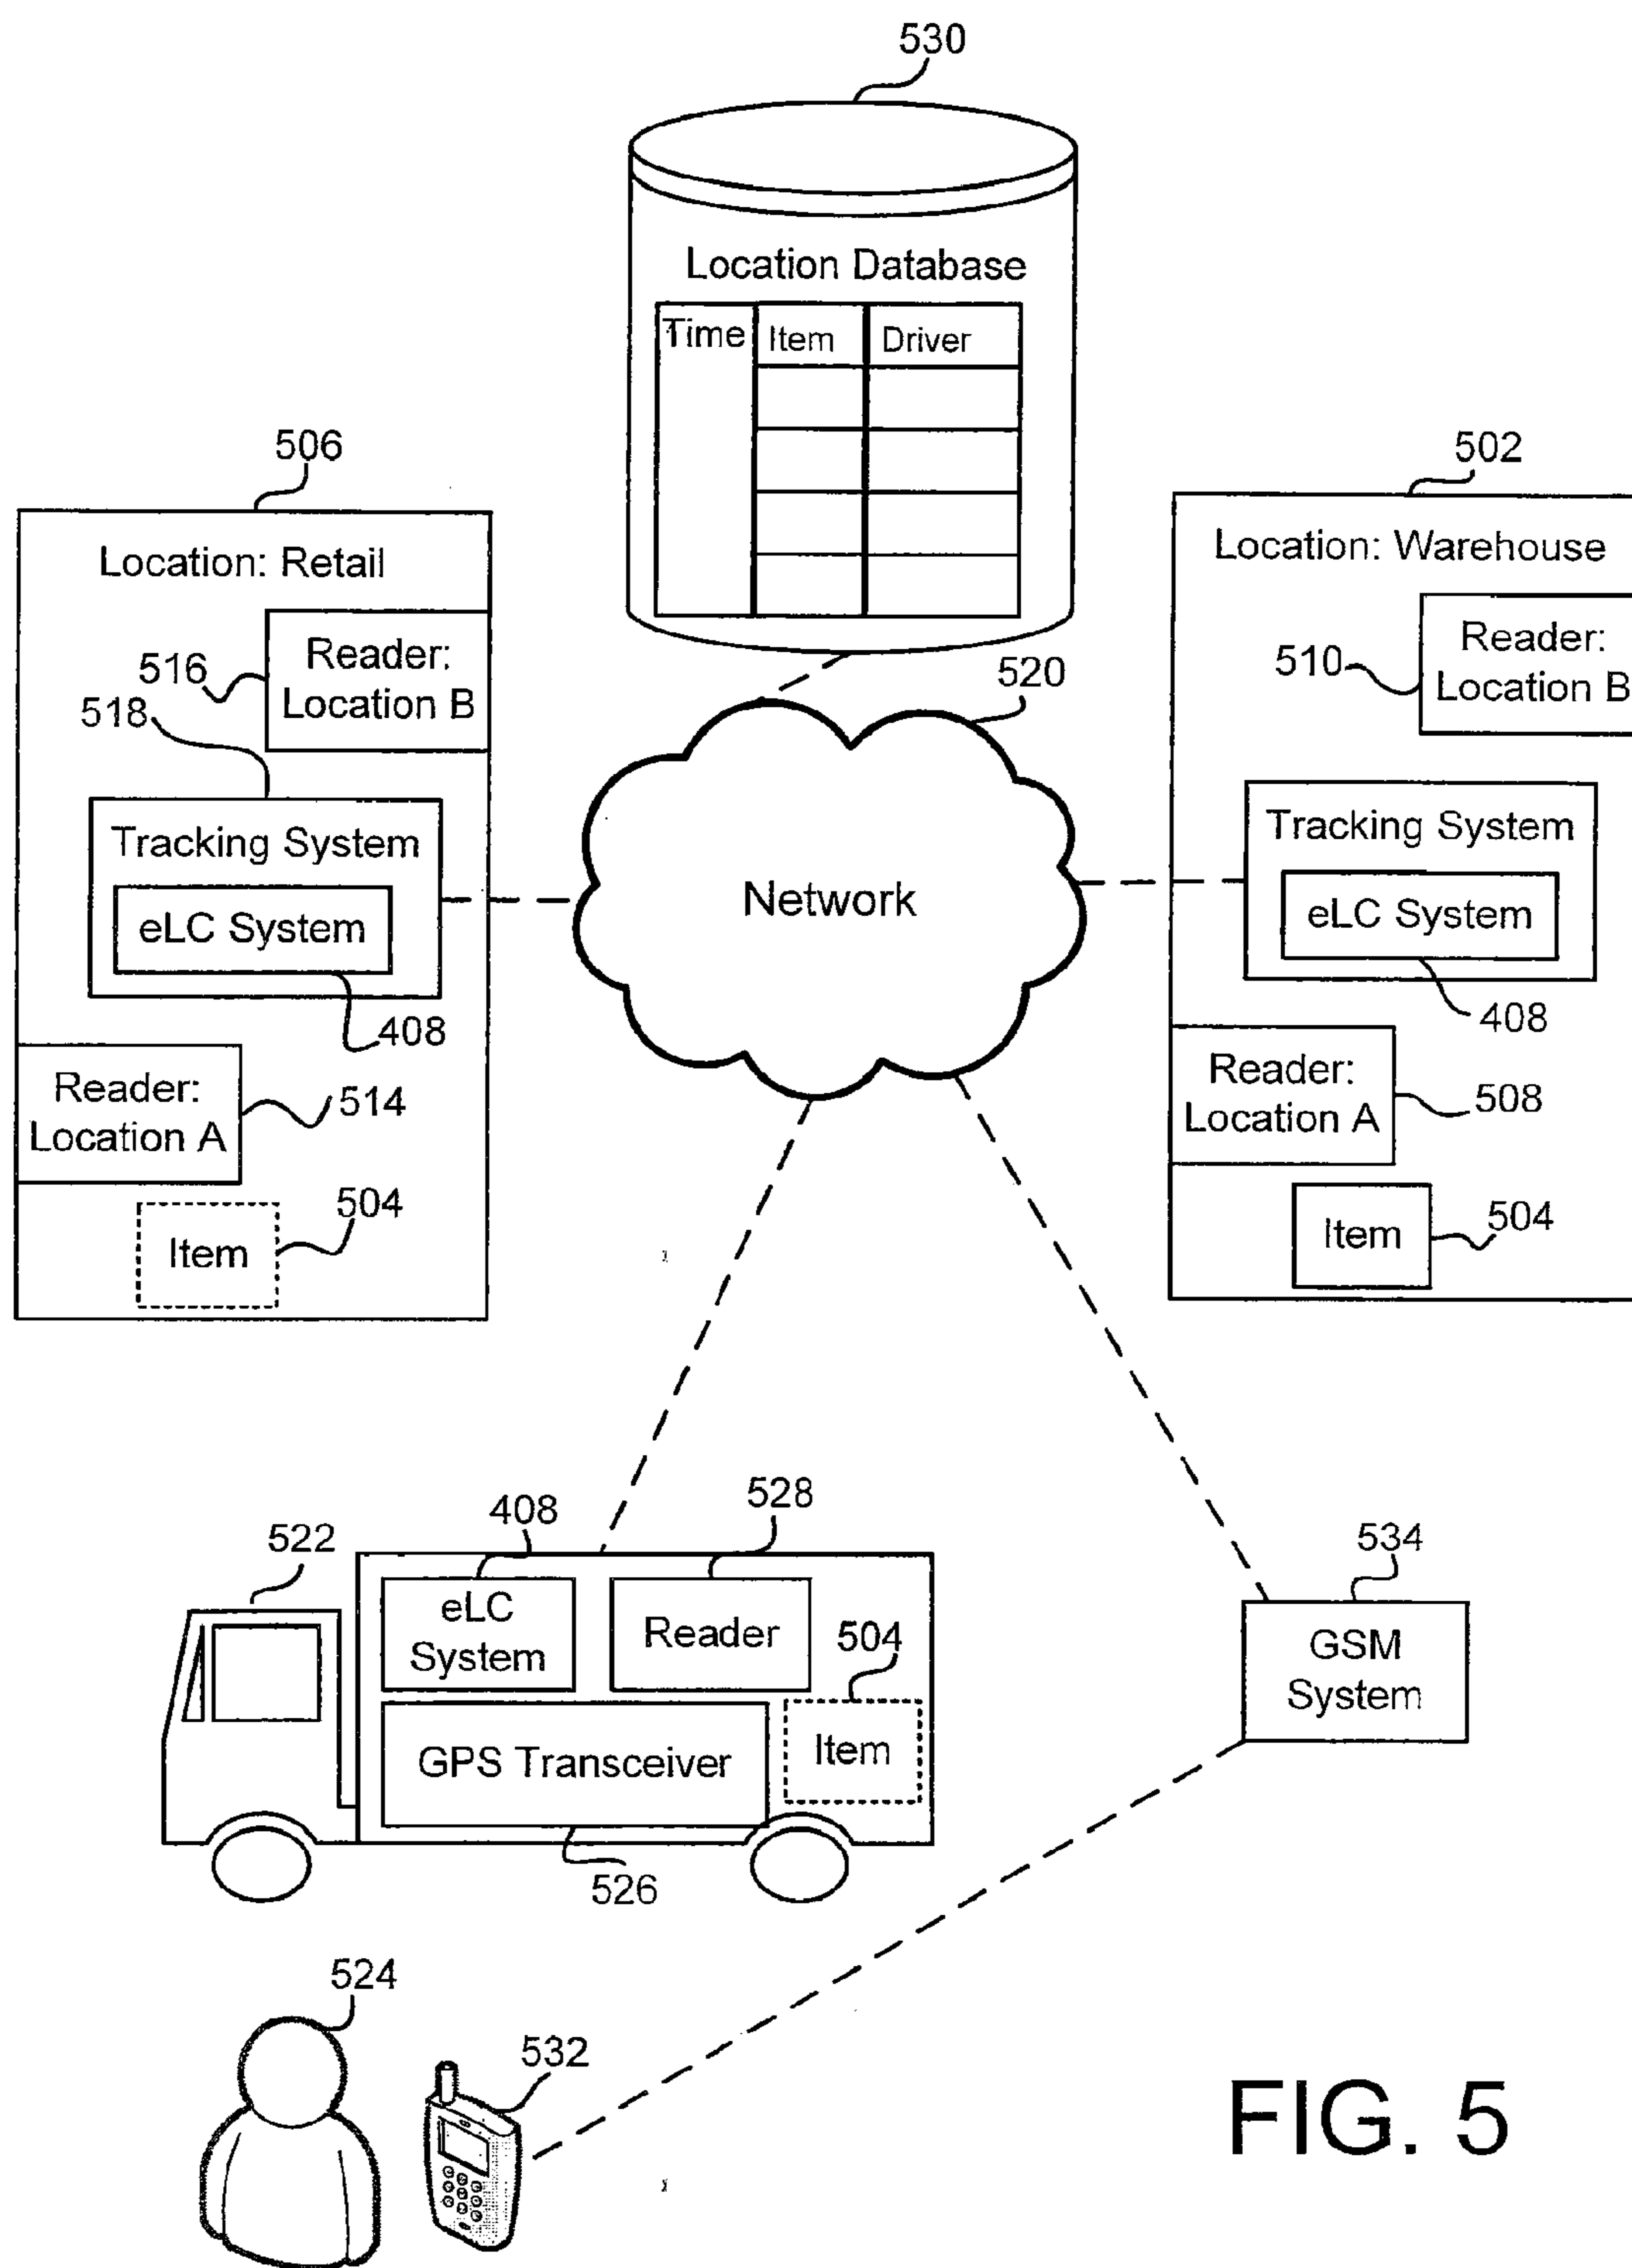 530
Location Database
Time Item Driver
506
Location: Retail
516
Reader:
Location B
518
Tracking System
eLC System
408
Reader:
Location A
514
504
Item
520
Network
502
Location: Warehouse
510
Reader:
Location B
Tracking System
eLC System
408
Reader:
Location A
508
Item
504
522
408
528
eLC
System
Reader
504
Item
GPS Transceiver
526
534
GSM
System
524
532
FIG. 5